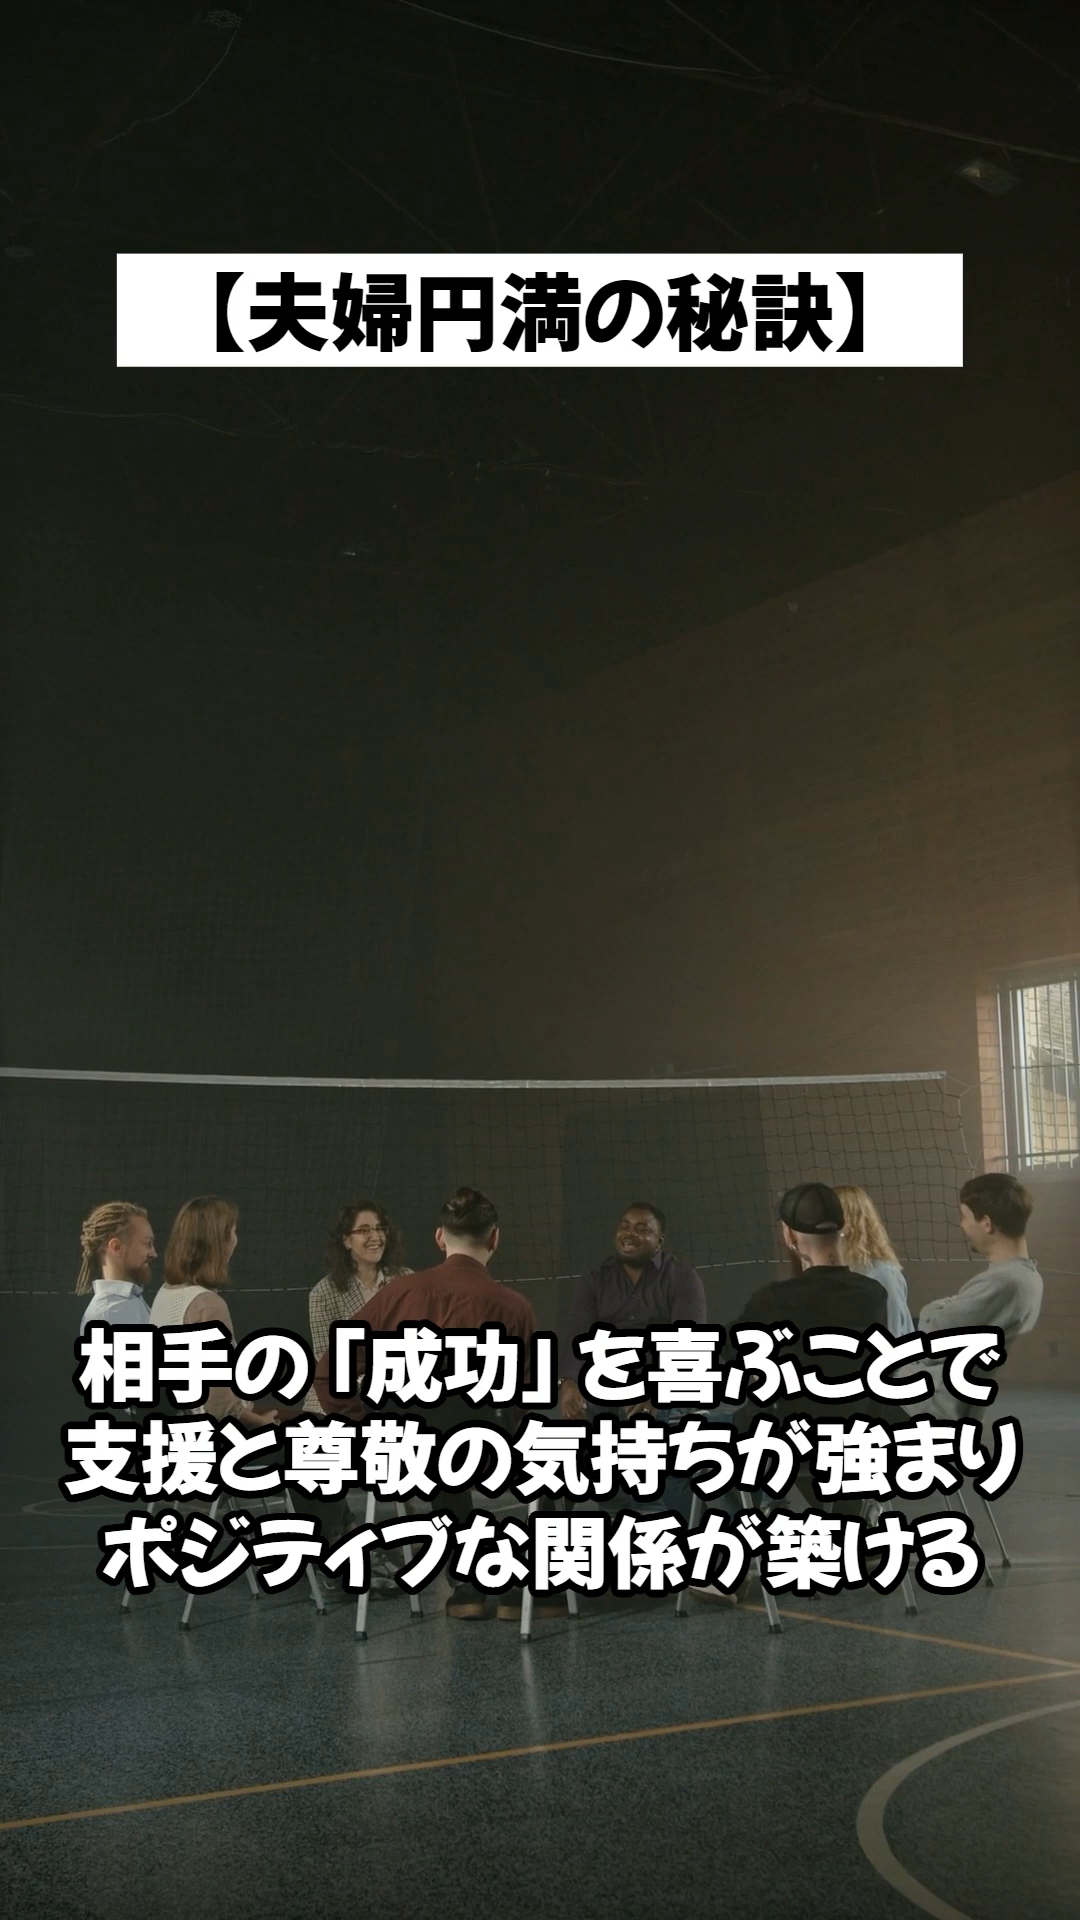 【夫婦円満の秘訣】
相手の「成功」を喜ぶことで
支援と尊敬の気持ちが強まり
ポジティブな関係が築ける